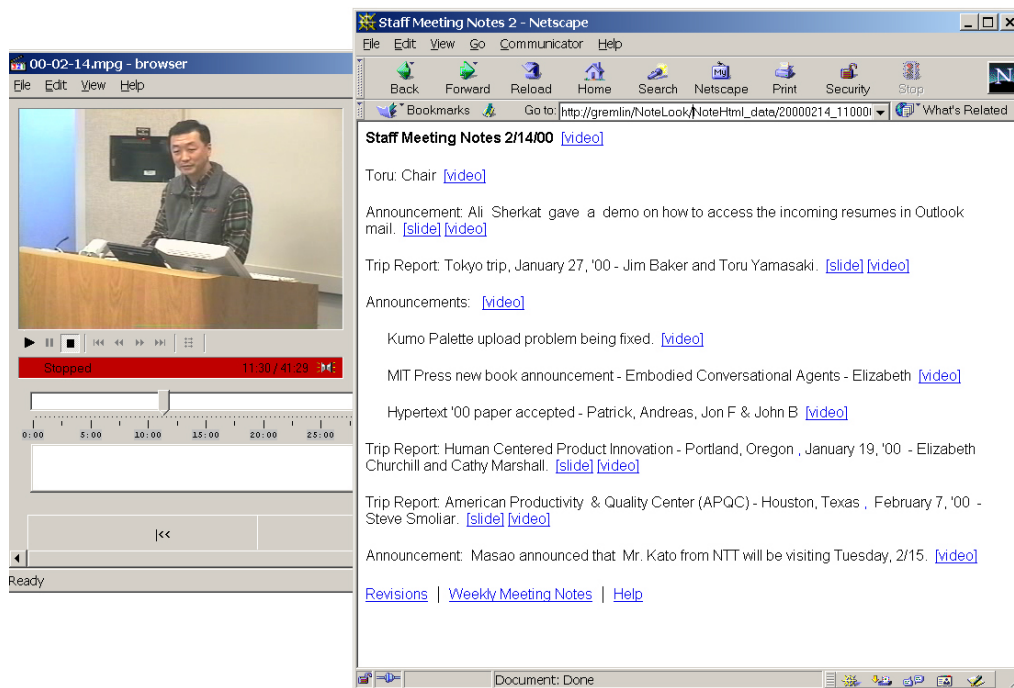 00-02-14.mpg - browser
File Edit View Help
Stopped 11:30 / 41:29
0:00 5:00 10:00 15:00 20:00 25:00
|<<
Ready
Staff Meeting Notes 2 - Netscape
File Edit View Go Communicator Help
Back Forward Reload Home Search Netscape Print Security Stop
My
N
Bookmarks Go to: http://gremlin/NoteLook/NoteHtml_data/20000214_11000 What's Related
Staff Meeting Notes 2/14/00 [video]
Toru: Chair [video]
Announcement: Ali Sherkat gave a demo on how to access the incoming resumes in Outlook
mail. [slide] [video]
Trip Report: Tokyo trip, January 27, '00 - Jim Baker and Toru Yamasaki. [slide] [video]
Announcements: [video]
Kumo Palette upload problem being fixed. [video]
MIT Press new book announcement - Embodied Conversational Agents - Elizabeth [video]
Hypertext '00 paper accepted - Patrick, Andreas, Jon F & John B [video]
Trip Report: Human Centered Product Innovation - Portland, Oregon , January 19, '00 - Elizabeth
Churchill and Cathy Marshall. [slide] [video]
Trip Report: American Productivity & Quality Center (APQC) - Houston, Texas , February 7, '00 -
Steve Smoliar. [slide] [video]
Announcement: Masao announced that Mr. Kato from NTT will be visiting Tuesday, 2/15. [video]
Revisions | Weekly Meeting Notes | Help
Document: Done